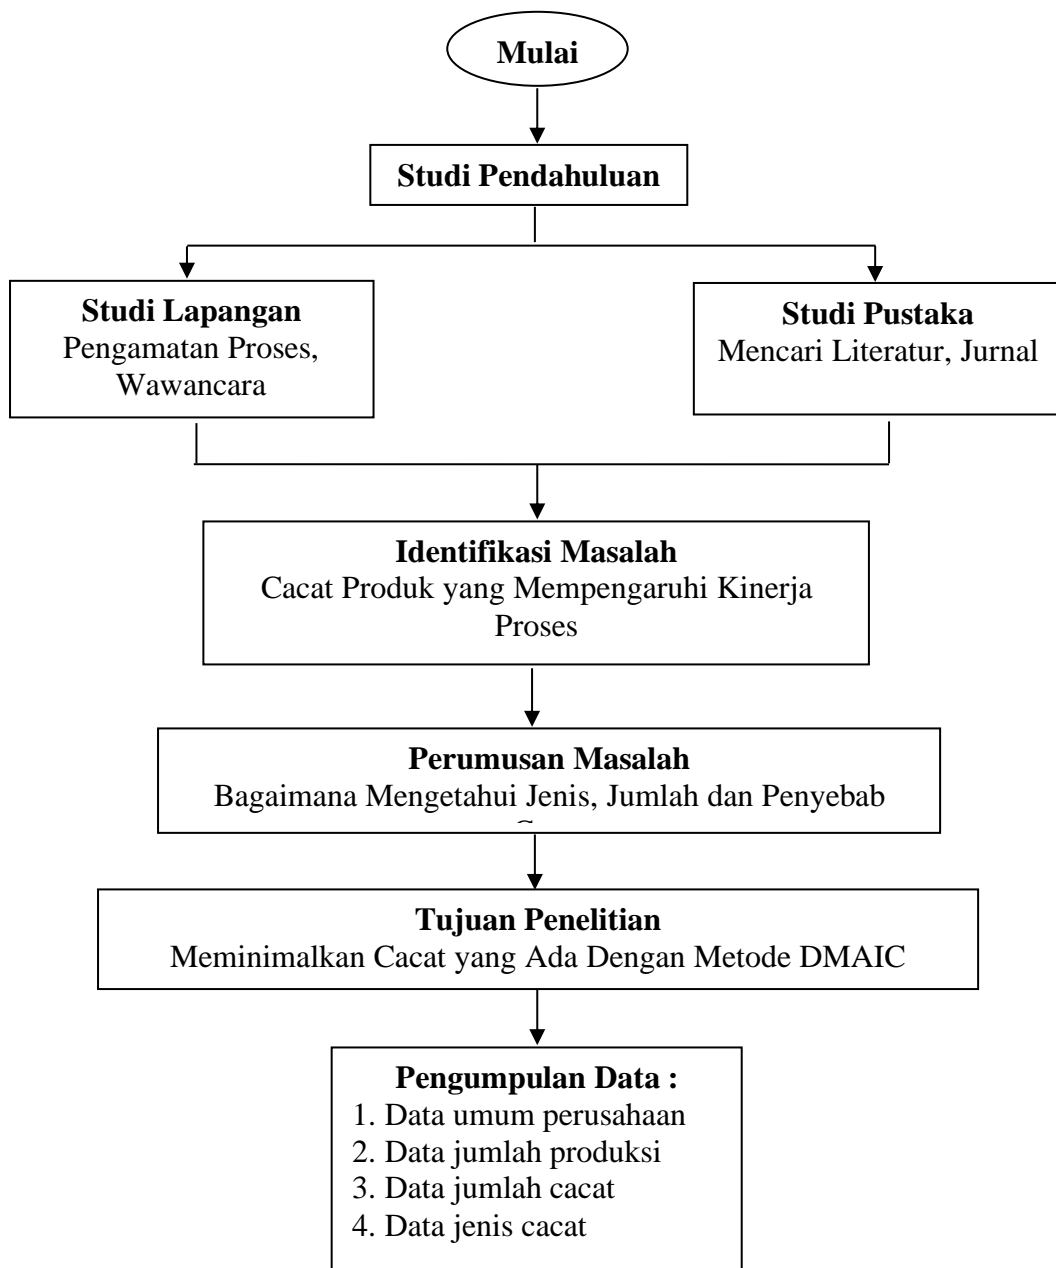 Mulai
Studi Pendahuluan
Studi Lapangan
Pengamatan Proses,
Wawancara
Studi Pustaka
Mencari Literatur, Jurnal
Identifikasi Masalah
Cacat Produk yang Mempengaruhi Kinerja
Proses
Perumusan Masalah
Bagaimana Mengetahui Jenis, Jumlah dan Penyebab
Tujuan Penelitian
Meminimalkan Cacat yang Ada Dengan Metode DMAIC
Pengumpulan Data :
1. Data umum perusahaan
2. Data jumlah produksi
3. Data jumlah cacat
4. Data jenis cacat